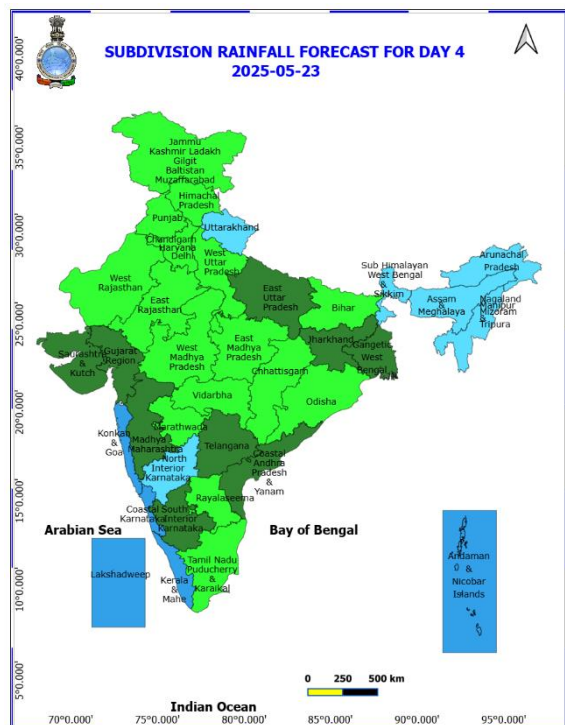 SUBDIVISION RAINFALL FORECAST FOR DAY 4
2025-05-23
40°0.000'
35°0.000'
30°0.000'
25°0.000'
20°0.000'
15°0.000'
10°0.000'
5°0.000'
Jammu
Kashmir Ladakh
Gilgit
Baltistan
Muzaffarabad
Himachal
Pradesh
Punjab
Uttarakhand
Chandigarh
Haryana
Delhi
West
Uttar
Pradesh
Arunachal
Pradesh
Sub Himalayan
West Bengal
&
Sikkim
West
Rajasthan
East
Rajasthan
East
Uttar
Pradesh
Bihar
Assam
&
Meghalaya
Nagaland
Manipur
Mizoram
&
Tripura
Saurashtra
&
Kutch
Gujarat
Region
West
Madhya
Pradesh
East
Madhya
Pradesh
Jharkhand
Gangetic
West
Bengal
Chhattisgarh
Vidarbha
Odisha
Konkan
&
Goa
Madhya
Maharashtra
Marathwada
Telangana
North
Interior
Karnataka
Coastal
Andhra
Pradesh
&
Yanam
Coastal
Karnataka
South
Interior
Karnataka
Rayalaseema
Arabian Sea
Bay of Bengal
Lakshadweep
Kerala
&
Mahe
Tamil Nadu
Puducherry
&
Karaikal
Andaman
&
Nicobar
Islands
0 250 500 km
Indian Ocean
70°0.000' 75°0.000' 80°0.000' 85°0.000' 90°0.000' 95°0.000'